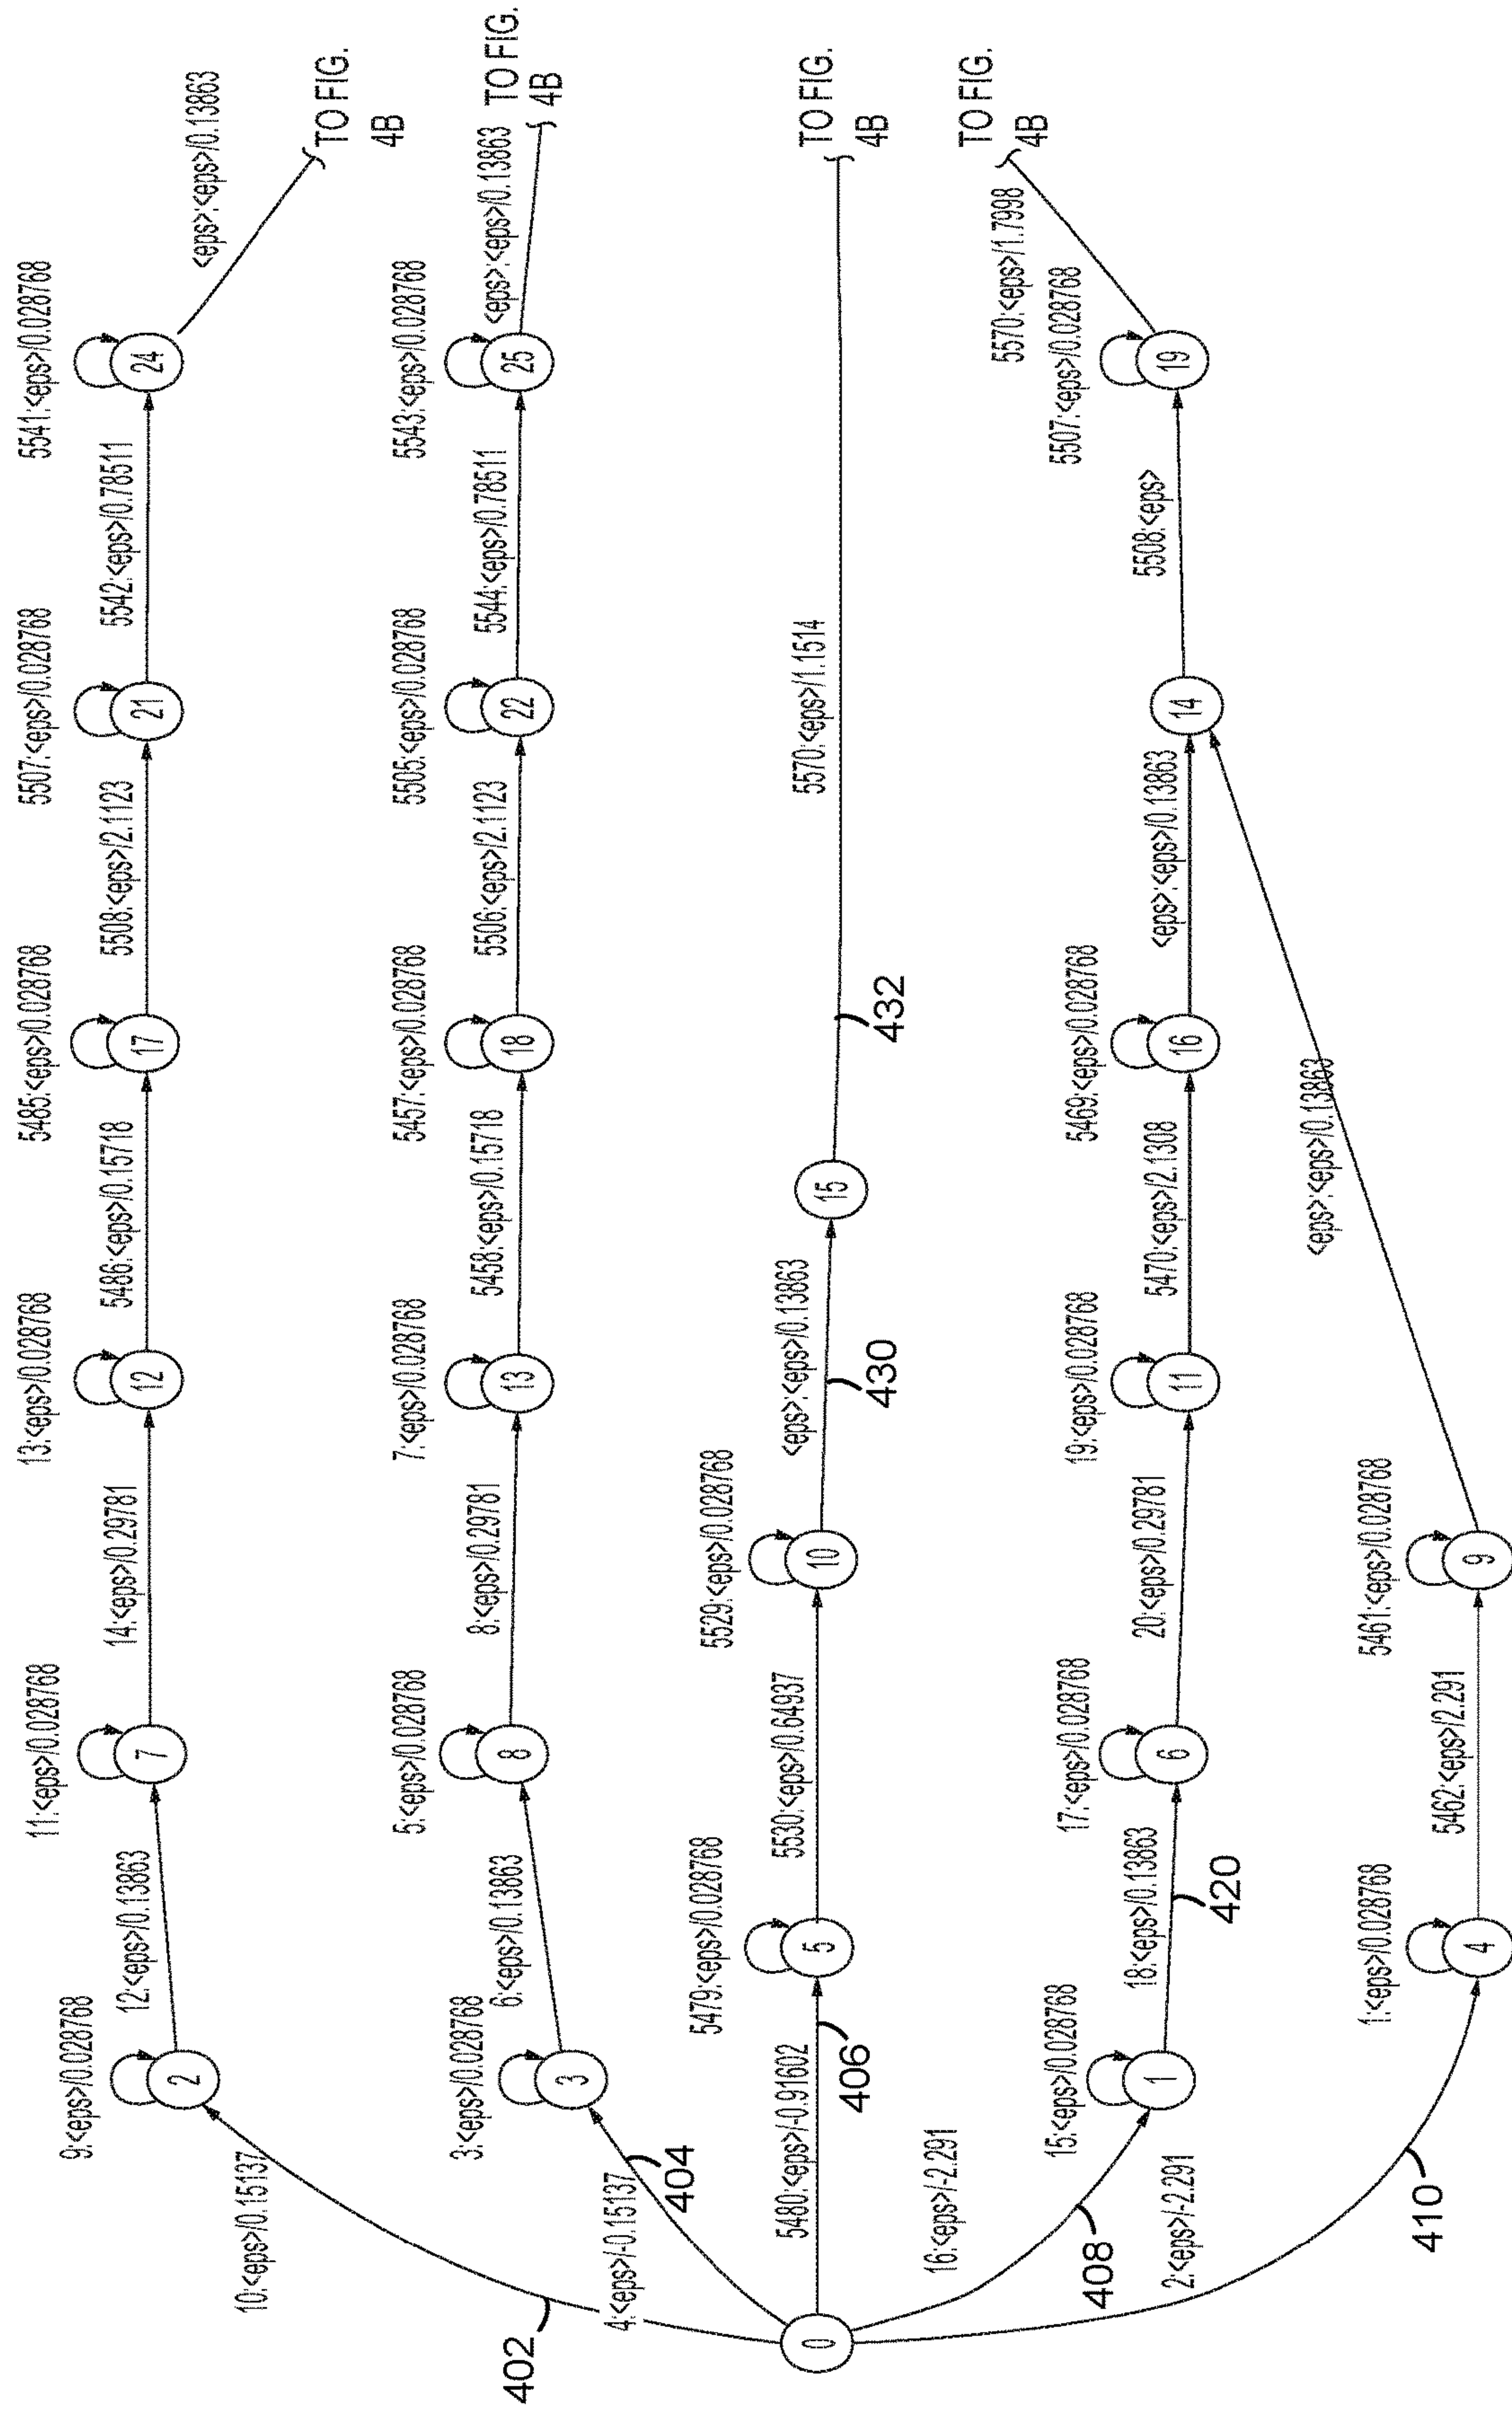 9:<eps>/0.028768
11:<eps>/0.028768
13:<eps>/0.028768
5485:<eps>/0.028768
5507:<eps>/0.028768
5541:<eps>/0.028768
10:<eps>/0.15137
2
12:<eps>/0.13863
7
14:<eps>/0.29781
12
5486:<eps>/0.15718
17
5508:<eps>/2.1123
21
5542:<eps>/0.78511
24
<eps>:<eps>/0.13863
TO FIG.
4B
402
3:<eps>/0.028768
5:<eps>/0.028768
7:<eps>/0.028768
5457:<eps>/0.028768
5505:<eps>/0.028768
5543:<eps>/0.028768
4:<eps>/-0.15137
404
3
6:<eps>/0.13863
8
8:<eps>/0.29781
13
5458:<eps>/0.15718
18
5506:<eps>/2.1123
22
5544:<eps>/0.78511
25
<eps>:<eps>/0.13863
TO FIG.
4B
5479:<eps>/0.028768
5529:<eps>/0.028768
0
5480:<eps>/-0.91602
406
5
5530:<eps>/0.64937
10
<eps>:<eps>/0.13863
430
15
5570:<eps>/1.1514
432
TO FIG.
4B
15:<eps>/0.028768
17:<eps>/0.028768
19:<eps>/0.028768
5469:<eps>/0.028768
5507:<eps>/0.028768
16:<eps>/-2.291
408
1
18:<eps>/0.13863
420
6
20:<eps>/0.29781
11
5470:<eps>/2.1308
16
<eps>:<eps>/0.13863
14
5508:<eps>
19
5570:<eps>/1.7998
TO FIG.
4B
1:<eps>/0.028768
5461:<eps>/0.028768
2:<eps>/-2.291
410
4
5462:<eps>/2.291
9
<eps>:<eps>/0.13863